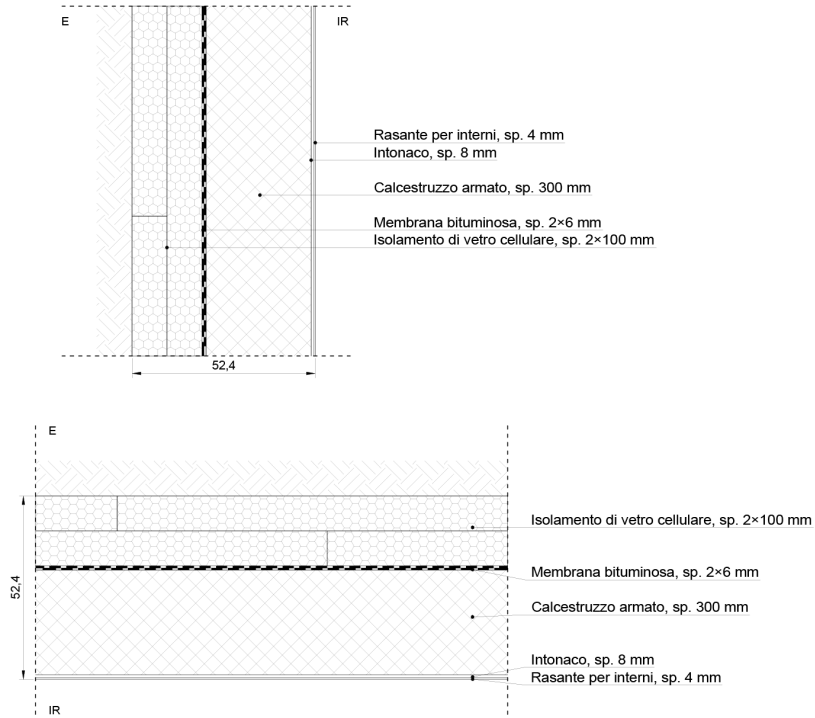 E
IR
Rasante per interni, sp. 4 mm
Intonaco, sp. 8 mm
Calcestruzzo armato, sp. 300 mm
Membrana bituminosa, sp. 2×6 mm
Isolamento di vetro cellulare, sp. 2×100 mm
52,4
E
Isolamento di vetro cellulare, sp. 2×100 mm
Membrana bituminosa, sp. 2×6 mm
52,4
Calcestruzzo armato, sp. 300 mm
Intonaco, sp. 8 mm
Rasante per interni, sp. 4 mm
IR